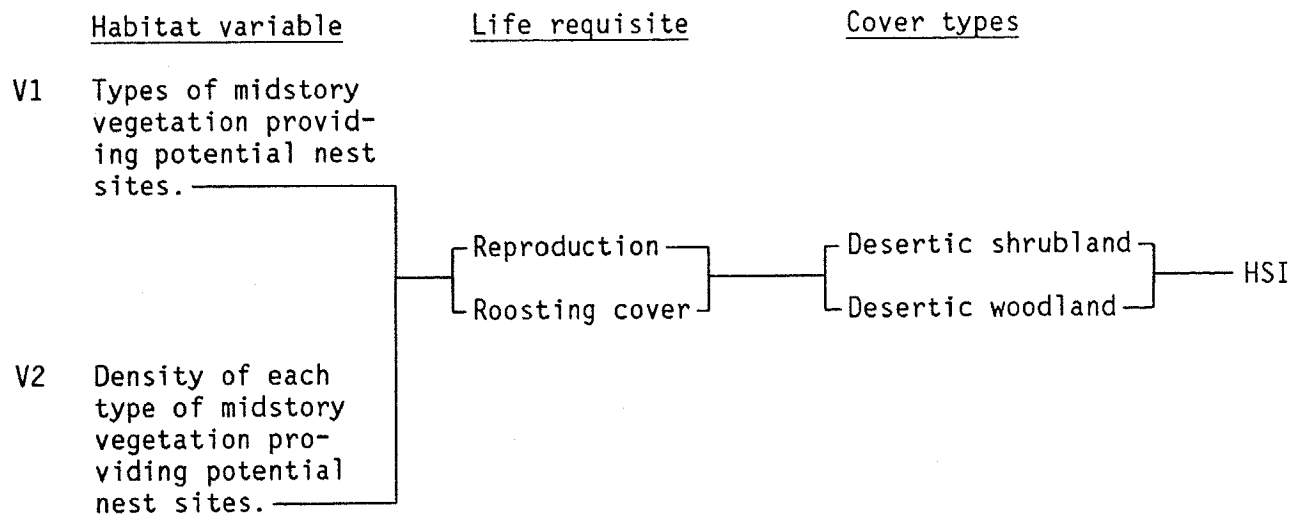 Habitat variable Life requisite Cover types
V1 Types of midstory
vegetation provid-
ing potential nest
sites.
Reproduction Desertic shrubland
HSI
Roosting cover Desertic woodland
V2 Density of each
type of midstory
vegetation pro-
viding potential
nest sites.